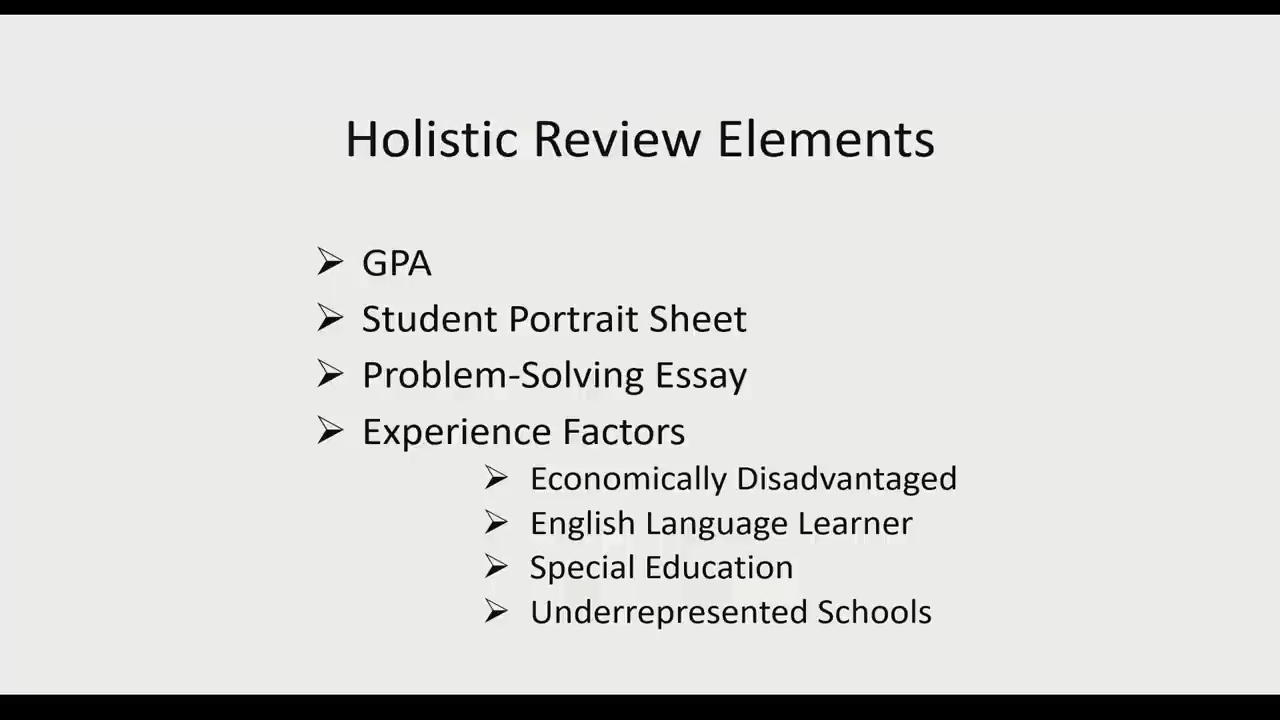 Holistic Review Elements
➢ GPA
➢ Student Portrait Sheet
➢ Problem-Solving Essay
➢ Experience Factors
➢ Economically Disadvantaged
➢ English Language Learner
➢ Special Education
➢ Underrepresented Schools